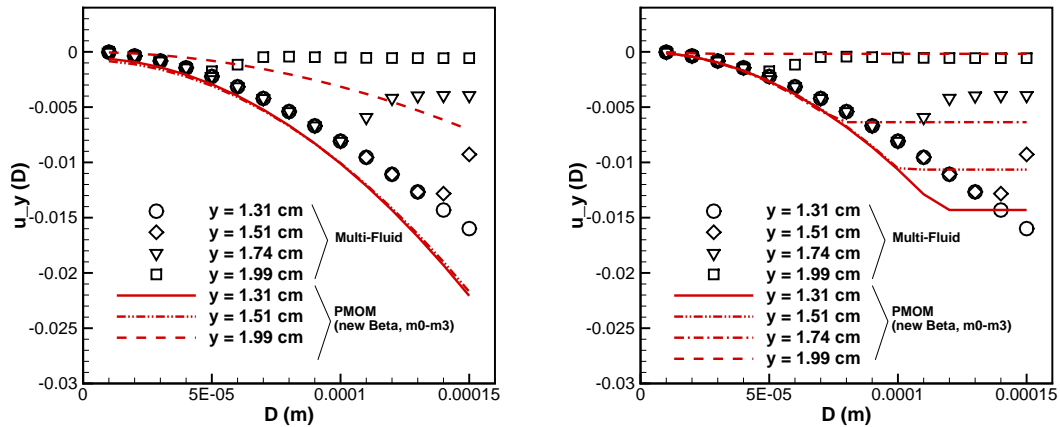 u_y (D)
0
-0.005
-0.01
-0.015
-0.02
-0.025
-0.03
y = 1.31 cm
y = 1.51 cm
y = 1.74 cm
y = 1.99 cm
Multi-Fluid
y = 1.31 cm
y = 1.51 cm
y = 1.99 cm
PMOM
(new Beta, m0-m3)
0
5E-05
0.0001
0.00015
D (m)
u_y (D)
0
-0.005
-0.01
-0.015
-0.02
-0.025
-0.03
y = 1.31 cm
y = 1.51 cm
y = 1.74 cm
y = 1.99 cm
Multi-Fluid
y = 1.31 cm
y = 1.51 cm
y = 1.74 cm
y = 1.99 cm
PMOM
(new Beta, m0-m3)
0
5E-05
0.0001
0.00015
D (m)